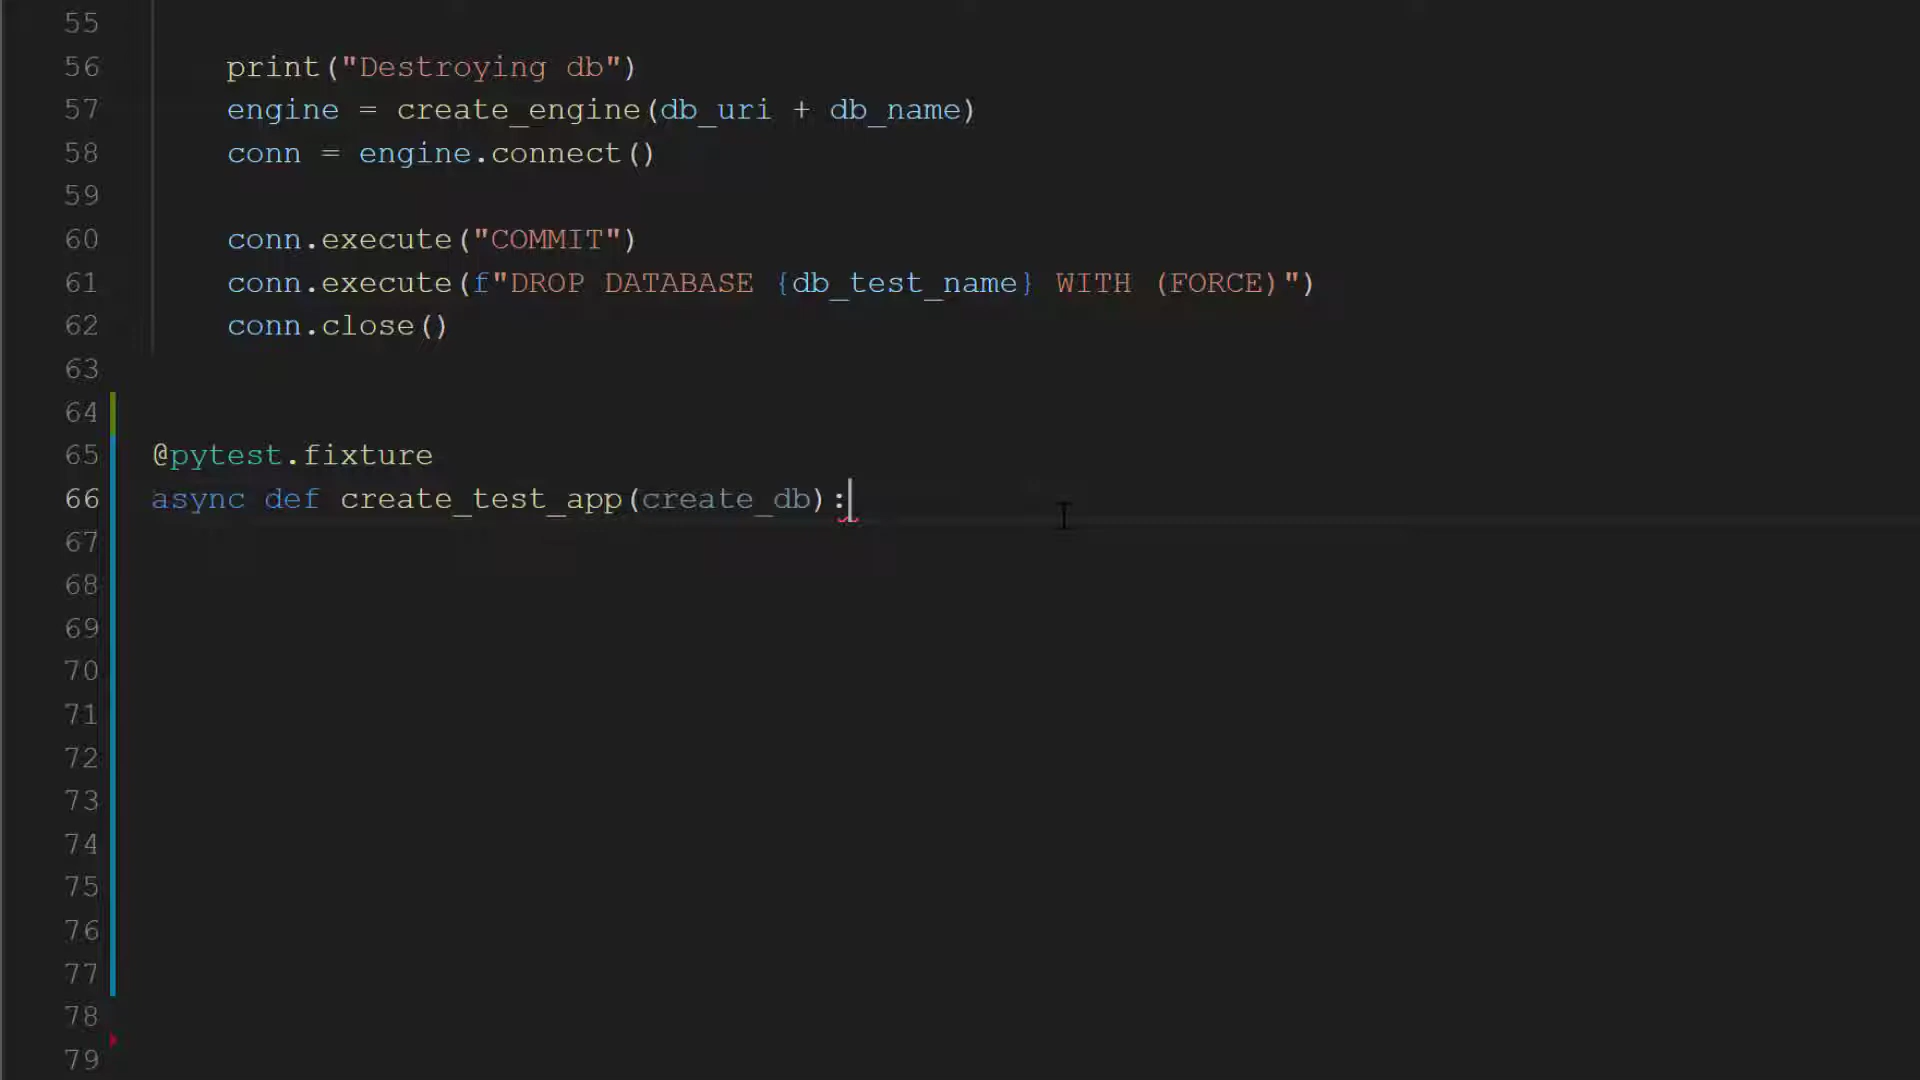 55
56 print("Destroying db")
57 engine = create_engine(db_uri + db_name)
58 conn = engine.connect()
59
60 conn.execute("COMMIT")
61 conn.execute(f"DROP DATABASE {db_test_name} WITH (FORCE)")
62 conn.close()
63
64
65 @pytest.fixture
66 async def create_test_app(create_db):
67
68
69
70
71
72
73
74
75
76
77
78
79